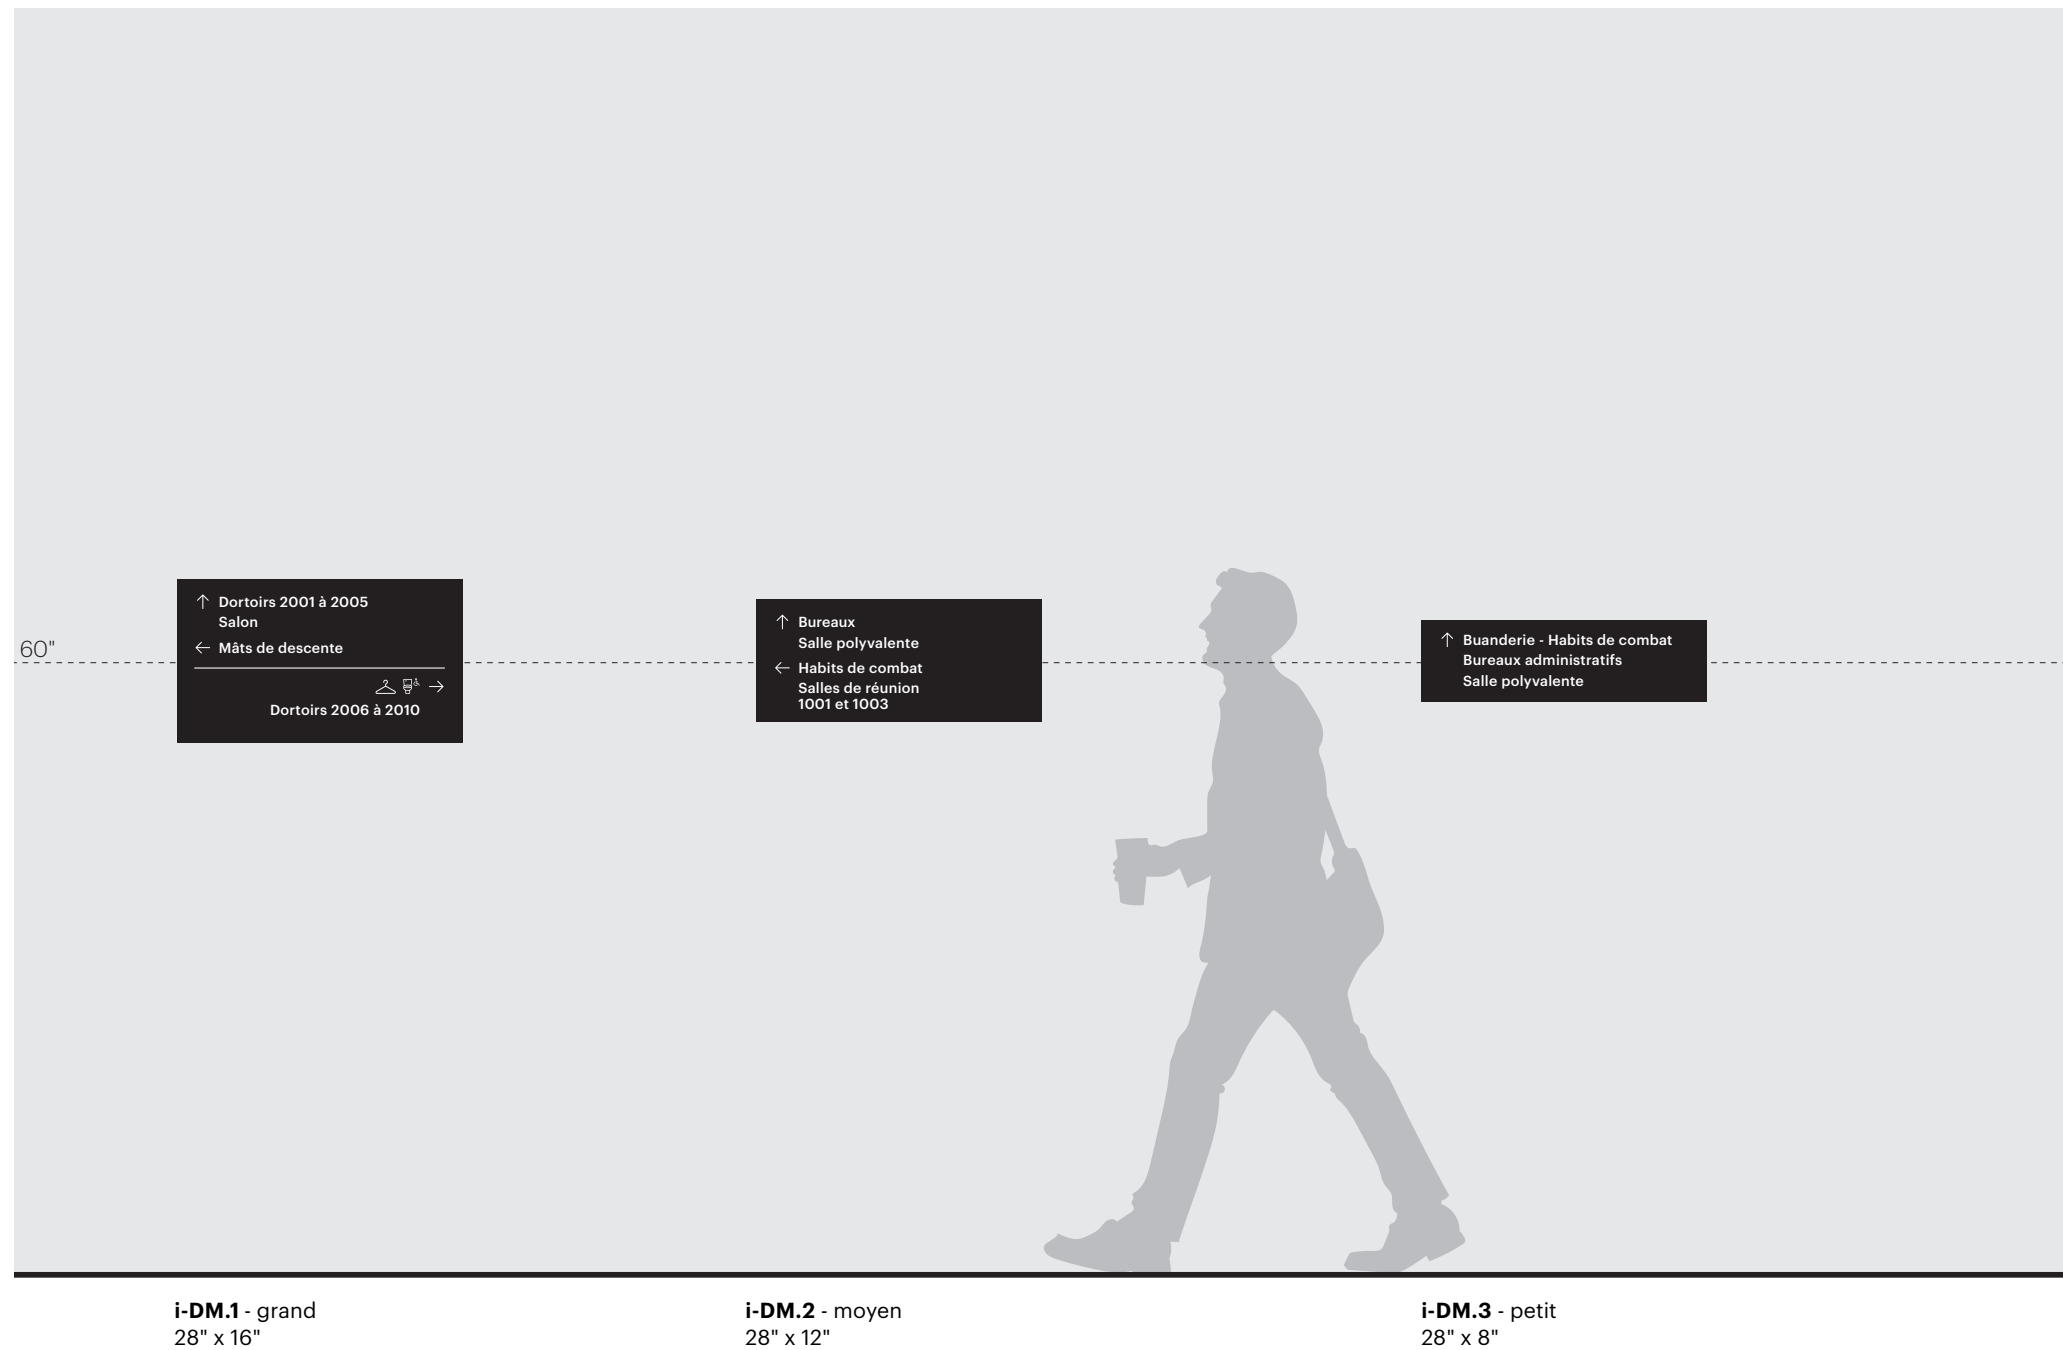 60"
↑ Dortoirs 2001 à 2005
Salon
← Mâts de descente
→
Dortoirs 2006 à 2010
↑ Bureaux
Salle polyvalente
← Habits de combat
Salles de réunion
1001 et 1003
↑ Buanderie - Habits de combat
Bureaux administratifs
Salle polyvalente
i-DM.1 - grand
28" x 16"
i-DM.2 - moyen
28" x 12"
i-DM.3 - petit
28" x 8"